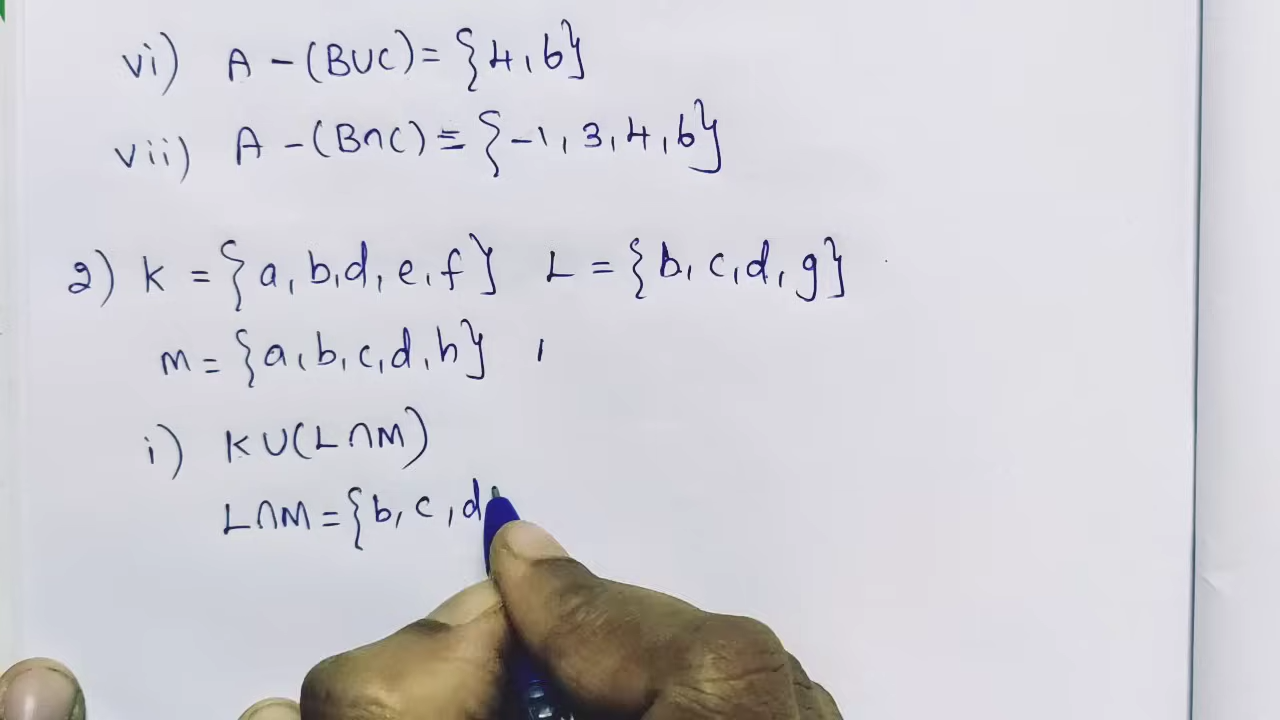 vi) A - (B∪C) = {4, 6}
vii) A - (B∩C) = {-1, 3, 4, 6}
2) K = {a, b, d, e, f} L = {b, c, d, g}
M = {a, b, c, d, h} ,
i) K∪(L∩M)
L∩M = {b, c, d